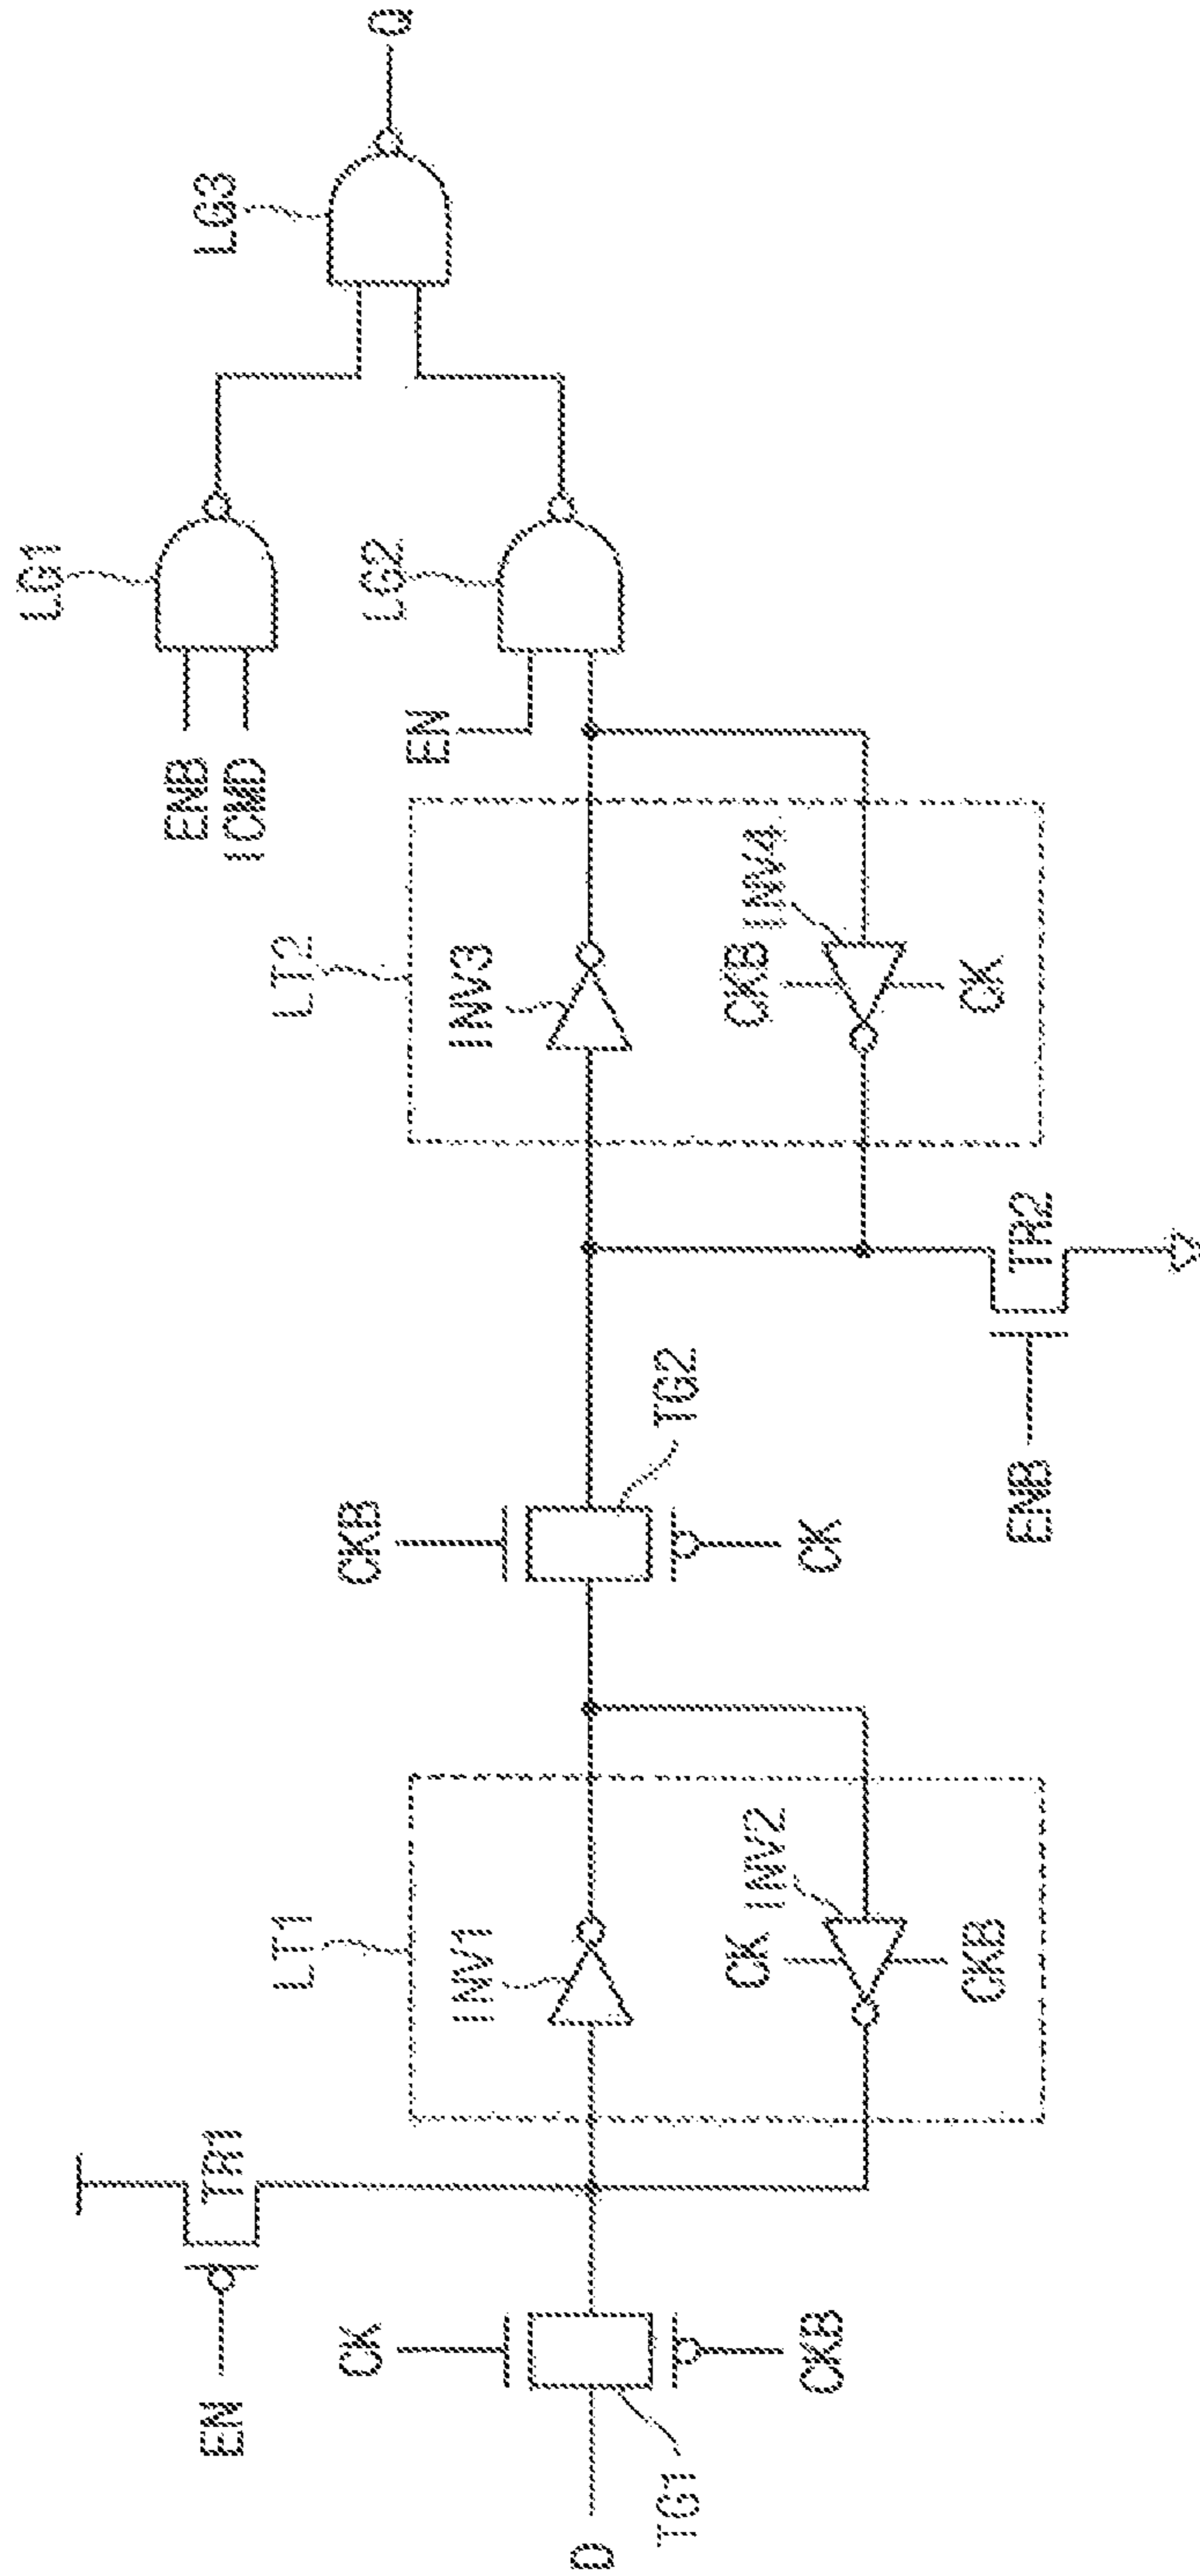 D
TG1
CK
CKB
EN
TR1
LT1
INV1
CK
INV2
CKB
CKB
TG2
CK
ENB
TR2
LT2
INV3
CKB
INV4
CK
ENB
ICMD
LG1
EN
LG2
LG3
Q